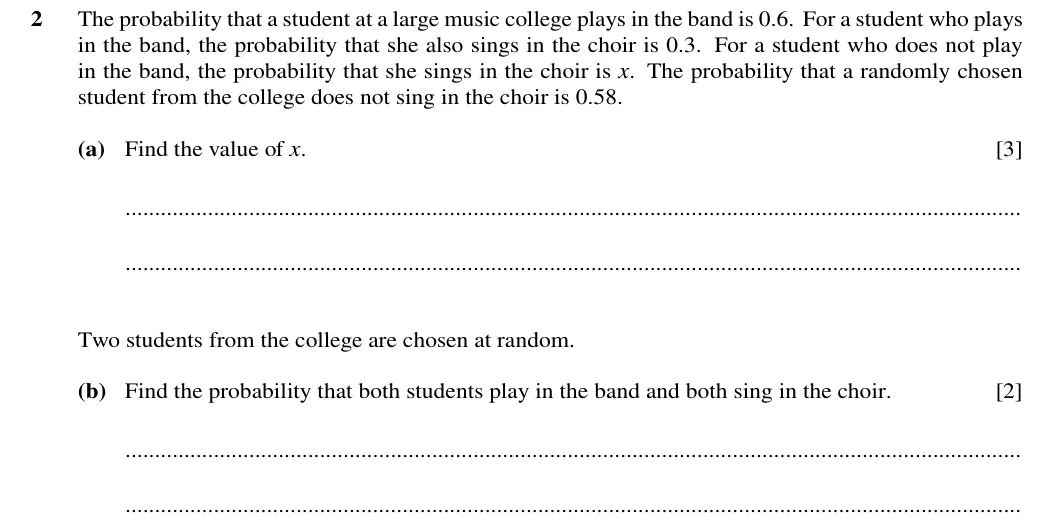 2 The probability that a student at a large music college plays in the band is 0.6. For a student who plays
in the band, the probability that she also sings in the choir is 0.3. For a student who does not play
in the band, the probability that she sings in the choir is x. The probability that a randomly chosen
student from the college does not sing in the choir is 0.58.
(a) Find the value of x. [3]
Two students from the college are chosen at random.
(b) Find the probability that both students play in the band and both sing in the choir. [2]